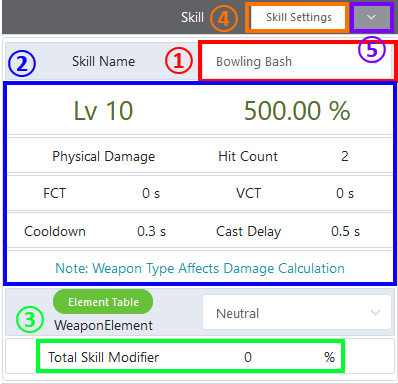 Skill ④ Skill Settings
⑤
② Skill Name ① Bowling Bash
Lv 10 500.00 %
Physical Damage Hit Count 2
FCT 0 s VCT 0 s
Cooldown 0.3 s Cast Delay 0.5 s
Note: Weapon Type Affects Damage Calculation
③ Element Table
WeaponElement Neutral
Total Skill Modifier 0 %